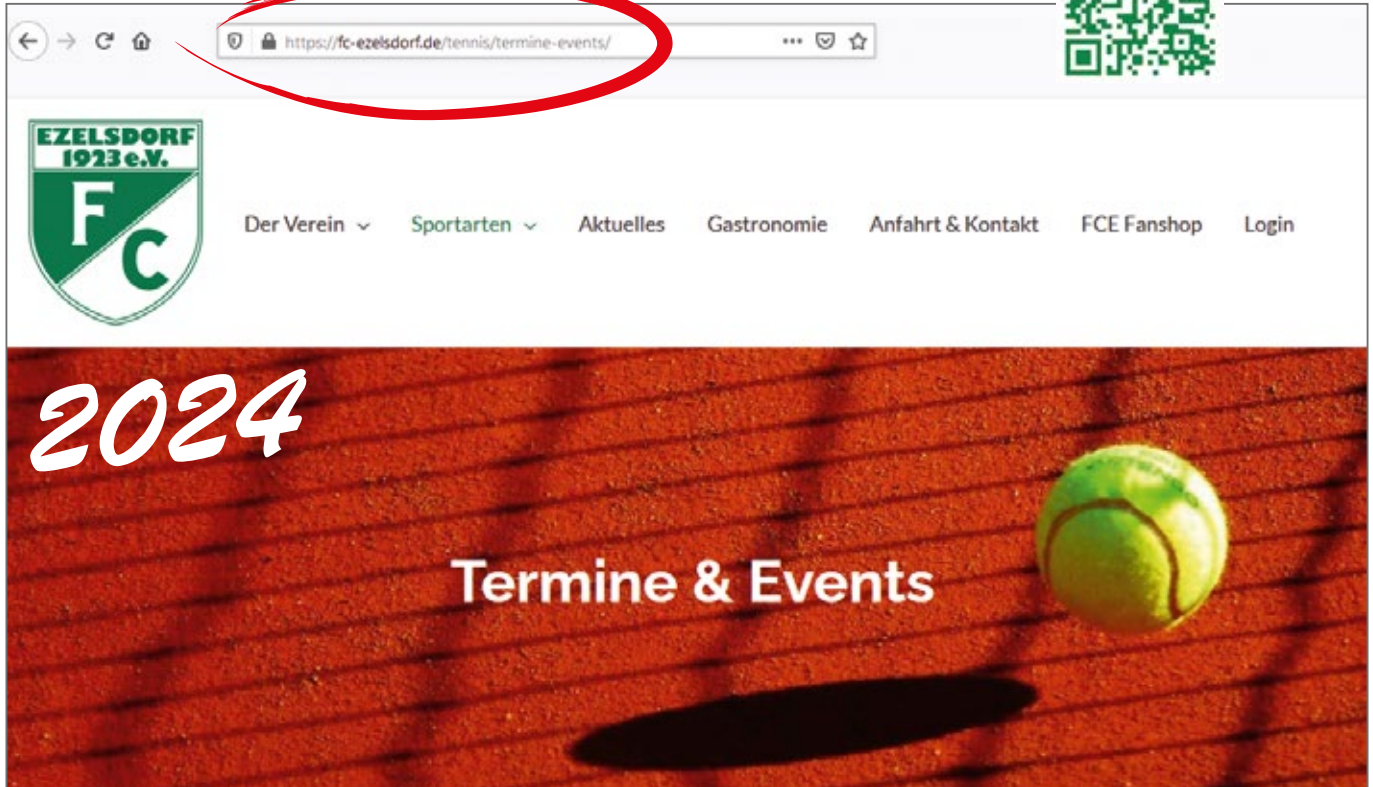 https://fc-ezelsdorf.de/tennis/termine-events/
EZELSDORF
1923 e.V.
F
C
Der Verein Sportarten Aktuelles Gastronomie Anfahrt & Kontakt FCE Fanshop Login
2024
Termine & Events